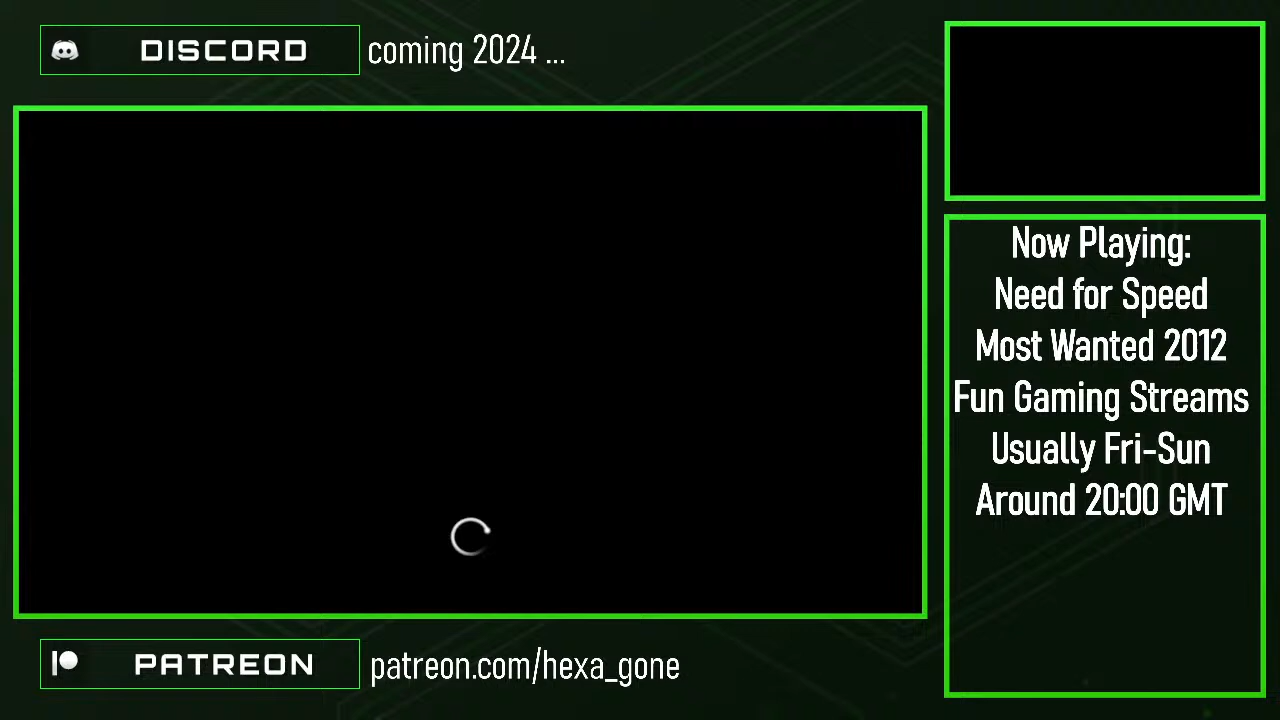 DISCORD coming 2024 ...
Now Playing:
Need for Speed
Most Wanted 2012
Fun Gaming Streams
Usually Fri-Sun
Around 20:00 GMT
PATREON patreon.com/hexa_gone